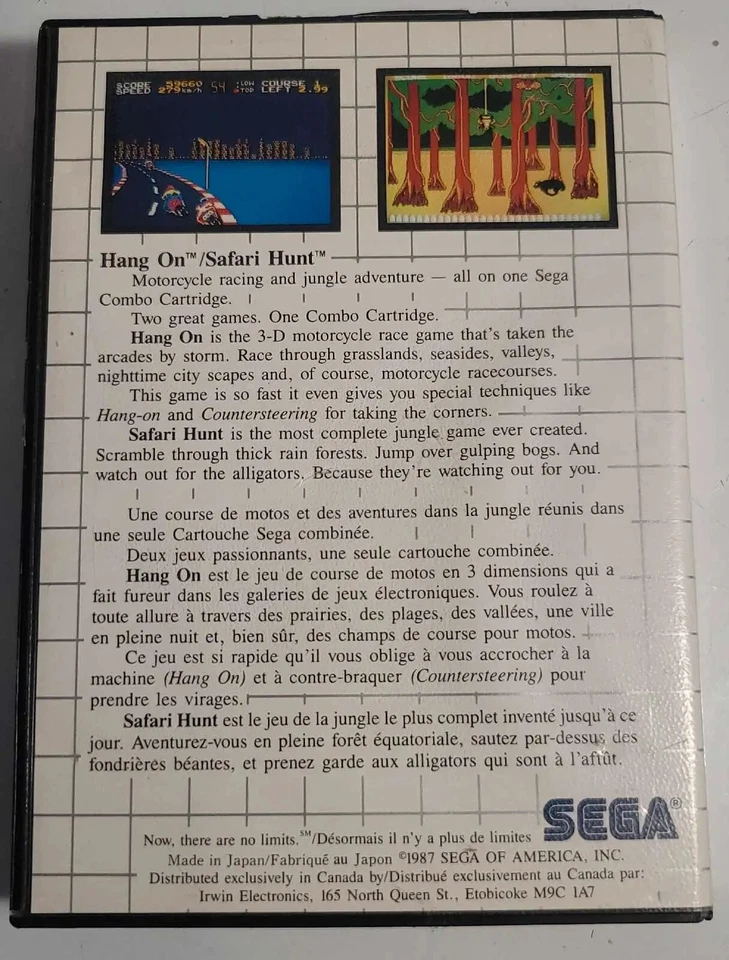 SCORE 59660 54 LOW COURSE 1
SPEED 279km/h TOP LEFT 2.99
Hang On™/Safari Hunt™
Motorcycle racing and jungle adventure — all on one Sega
Combo Cartridge.
Two great games. One Combo Cartridge.
Hang On is the 3-D motorcycle race game that's taken the
arcades by storm. Race through grasslands, seasides, valleys,
nighttime city scapes and, of course, motorcycle racecourses.
This game is so fast it even gives you special techniques like
Hang-on and Countersteering for taking the corners.
Safari Hunt is the most complete jungle game ever created.
Scramble through thick rain forests. Jump over gulping bogs. And
watch out for the alligators. Because they're watching out for you.
Une course de motos et des aventures dans la jungle réunis dans
une seule Cartouche Sega combinée.
Deux jeux passionnants, une seule cartouche combinée.
Hang On est le jeu de course de motos en 3 dimensions qui a
fait fureur dans les galeries de jeux électroniques. Vous roulez à
toute allure à travers des prairies, des plages, des vallées, une ville
en pleine nuit et, bien sûr, des champs de course pour motos.
Ce jeu est si rapide qu'il vous oblige à vous accrocher à la
machine (Hang On) et à contre-braquer (Countersteering) pour
prendre les virages.
Safari Hunt est le jeu de la jungle le plus complet inventé jusqu'à ce
jour. Aventurez-vous en pleine forêt équatoriale, sautez par-dessus des
fondrières béantes, et prenez garde aux alligators qui sont à l'affût.
SEGA®
Now, there are no limits.℠/Désormais il n'y a plus de limites
Made in Japan/Fabriqué au Japon ©1987 SEGA OF AMERICA, INC.
Distributed exclusively in Canada by/Distribué exclusivement au Canada par:
Irwin Electronics, 165 North Queen St., Etobicoke M9C 1A7